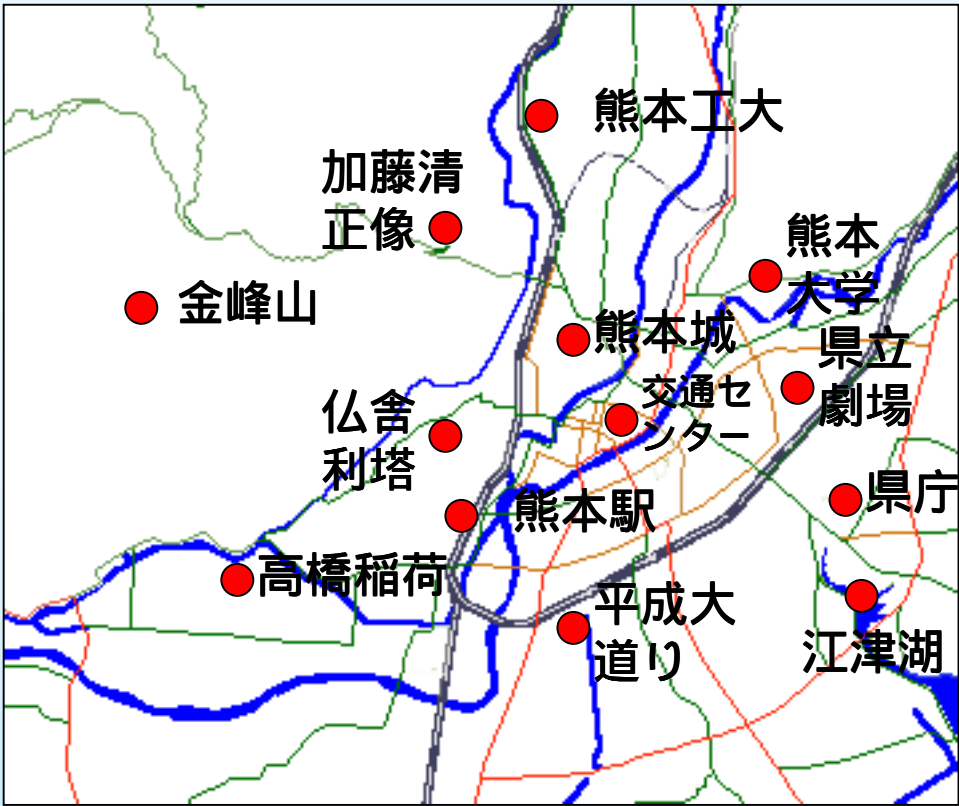 熊本工大
加藤清
正像
熊本
大学
金峰山
熊本城
県立
劇場
交通セ
ンター
仏舎
利塔
県庁
熊本駅
高橋稲荷
平成大
道り
江津湖